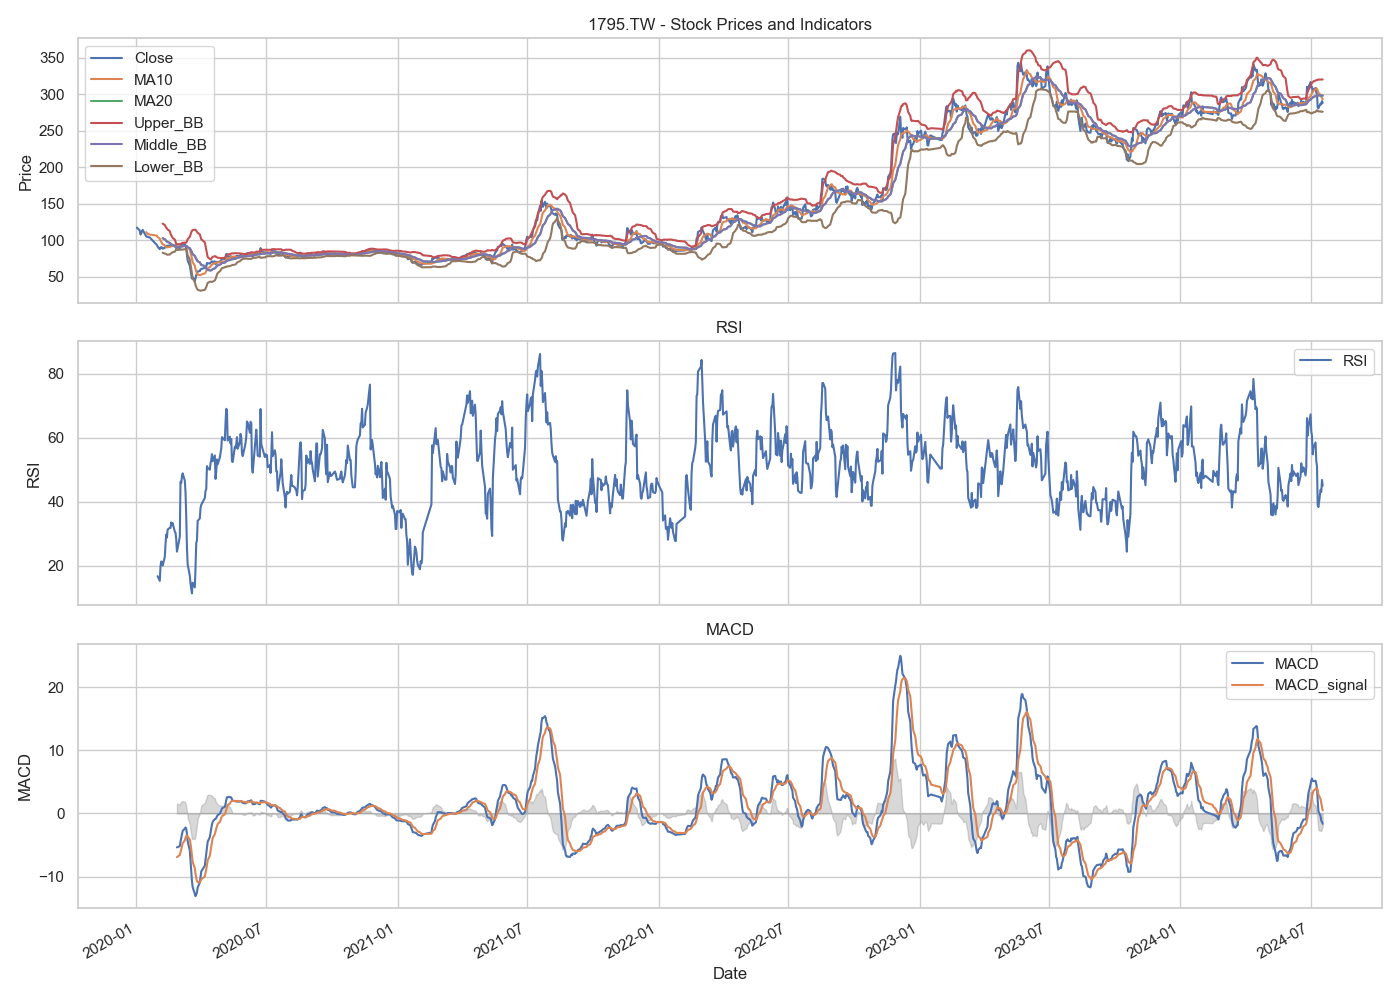 1795.TW - Stock Prices and Indicators
Close
MA10
MA20
Upper_BB
Middle_BB
Lower_BB
Price
350
300
250
200
150
100
50
RSI
RSI
RSI
80
60
40
20
MACD
MACD
MACD_signal
MACD
20
10
0
−10
2020-01
2020-07
2021-01
2021-07
2022-01
2022-07
2023-01
2023-07
2024-01
2024-07
Date